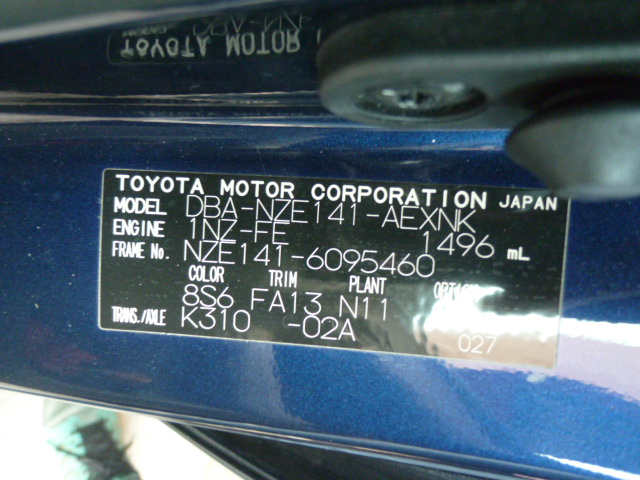 TOYOTA MOTOR
TOYOTA MOTOR CORPORATION JAPAN
MODEL DBA-NZE141-AEXNK
ENGINE 1NZ-FE 1496 mL
FRAME No. NZE141-6095460
COLOR TRIM PLANT
8S6 FA13 N11
TRANS./AXLE K310 -02A
027